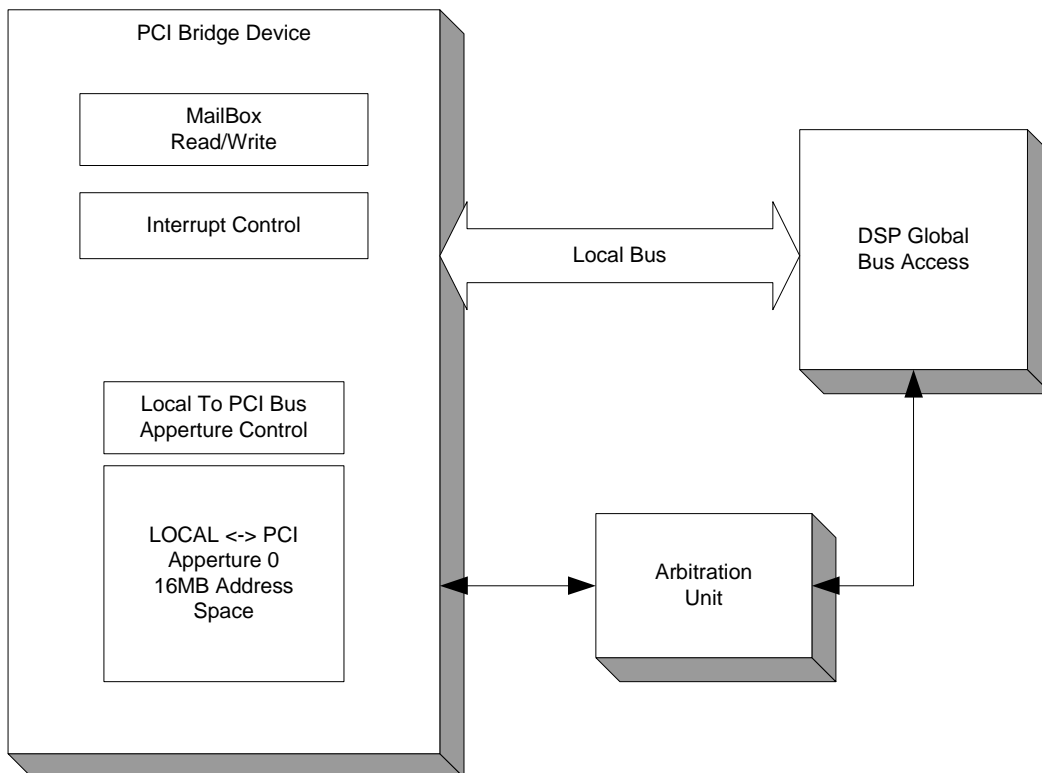 PCI Bridge Device
MailBox
Read/Write
Interrupt Control
Local Bus
DSP Global
Bus Access
Local To PCI Bus
Apperture Control
LOCAL <-> PCI
Apperture 0
16MB Address
Space
Arbitration
Unit